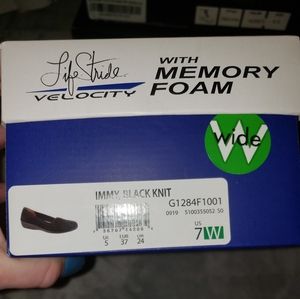 LifeStride
VELOCITY
WITH
MEMORY
FOAM
wide
W
IMMY, BLACK KNIT
G1284F1001
0919 S100355052 50
UK EUR CM
5 37 24
US
7W